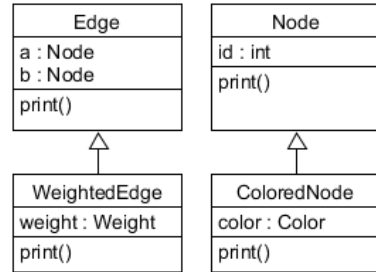 Edge
a : Node
b : Node
print()
Node
id : int
print()
WeightedEdge
weight : Weight
print()
ColoredNode
color : Color
print()